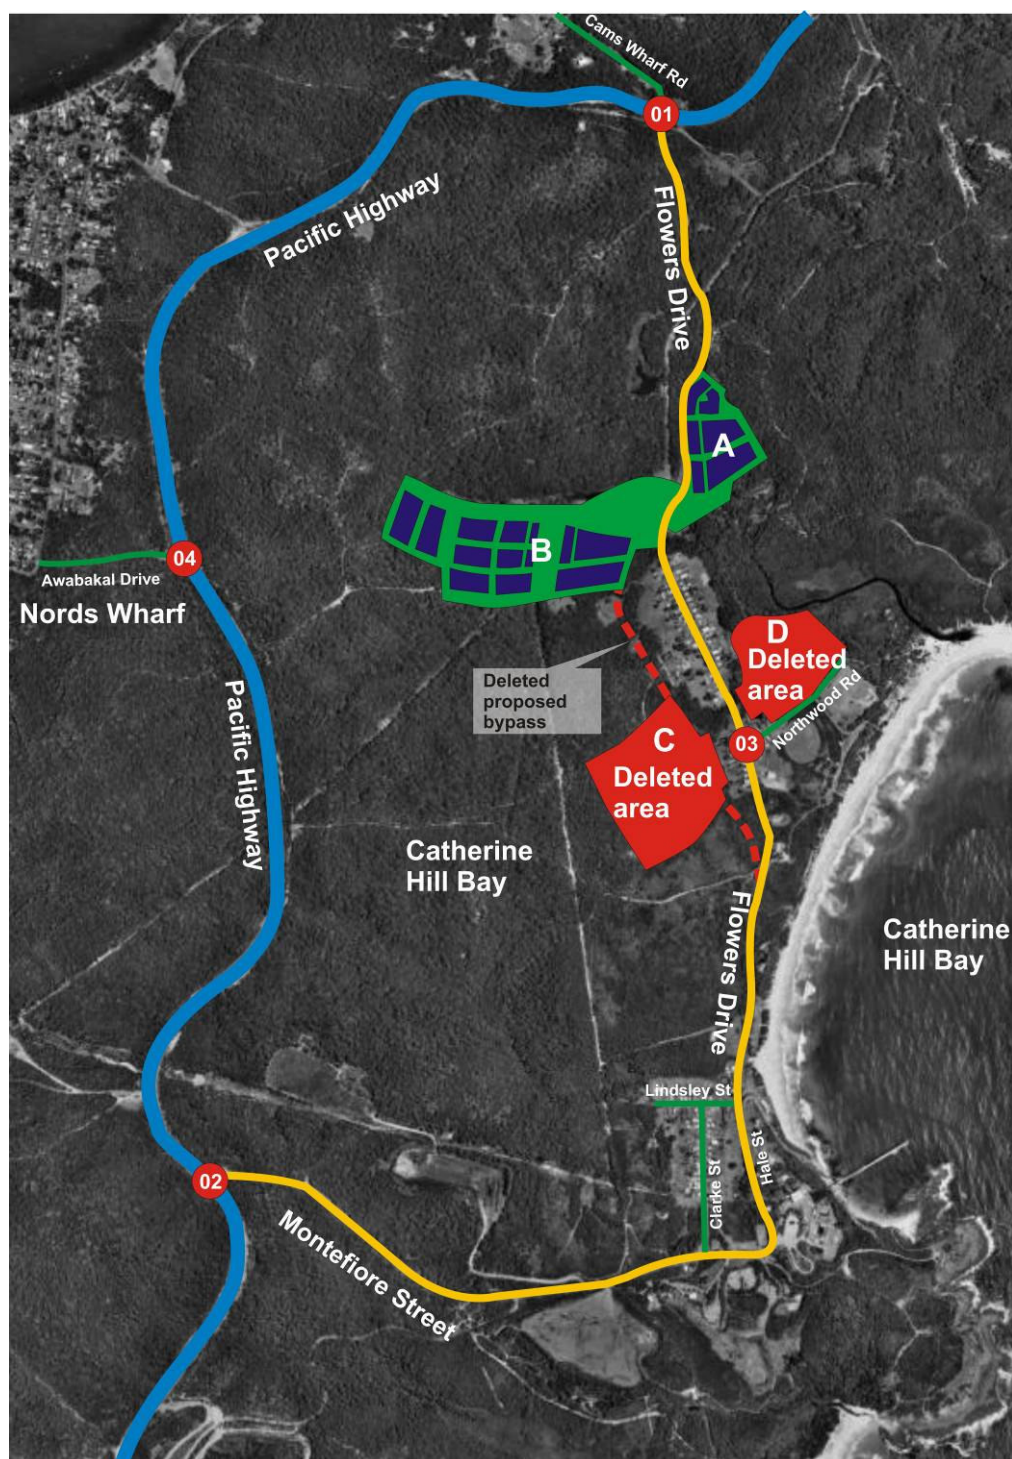 Cams Wharf Rd
01
Pacific Highway
Flowers Drive
A
B
04
Awabakal Drive
Nords Wharf
D
Deleted
area
Deleted
proposed
bypass
Northwood Rd
03
C
Deleted
area
Pacific Highway
Catherine
Hill Bay
Flowers Drive
Catherine
Hill Bay
Lindsley St
Hale St
Clarke St
02
Montefiore Street